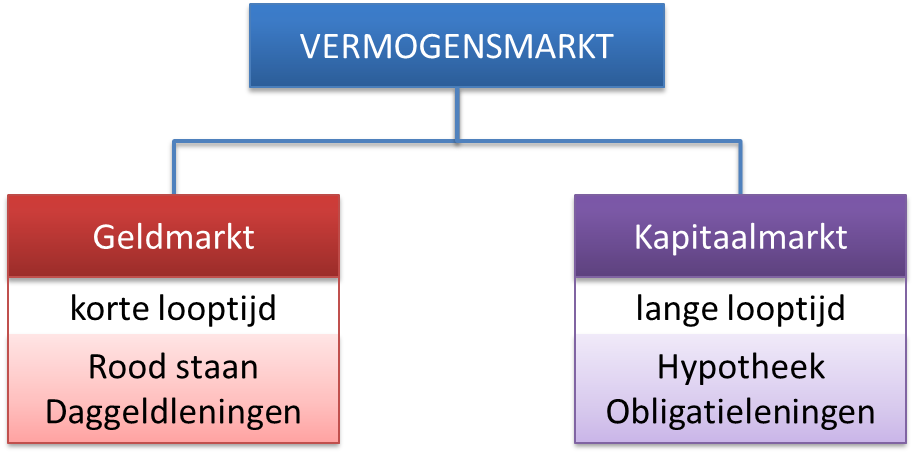 VERMOGENSMARKT
Geldmarkt
korte looptijd
Rood staan
Daggeldleningen
Kapitaalmarkt
lange looptijd
Hypotheek
Obligatieleningen